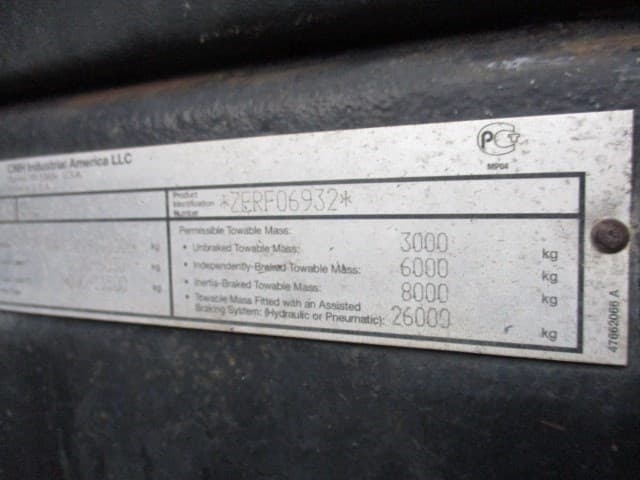 CNH Industrial America LLC
U.S.A.
РСТ
MP04
Product
Identification
Number
*ZERF06932*
Permissible Towable Mass:
• Unbraked Towable Mass: 3000 kg
• Independently-Braked Towable Mass: 6000 kg
• Inertia-Braked Towable Mass: 8000 kg
• Towable Mass Fitted with an Assisted
Braking System: (Hydraulic or Pneumatic): 26000 kg
kg
kg
kg
47662066 A